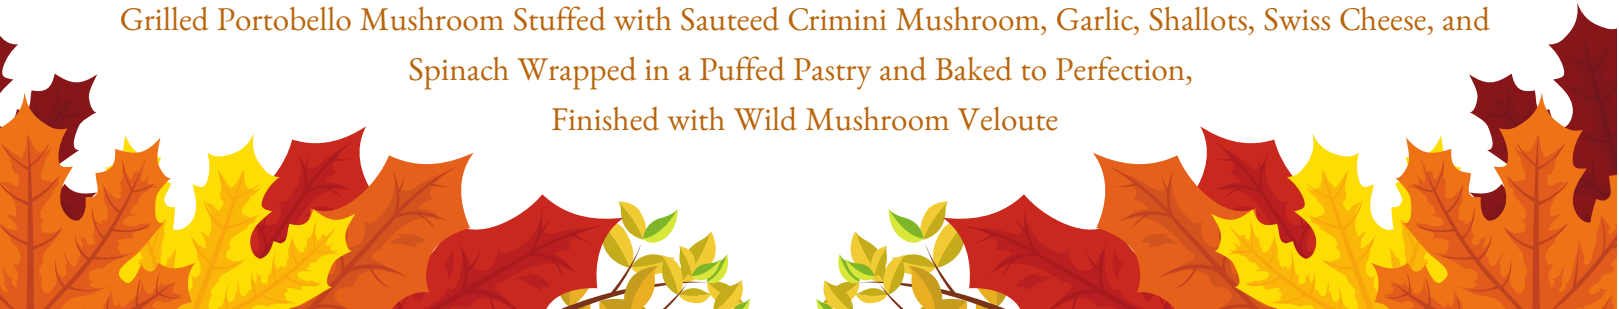 Grilled Portobello Mushroom Stuffed with Sauteed Crimini Mushroom, Garlic, Shallots, Swiss Cheese, and
Spinach Wrapped in a Puffed Pastry and Baked to Perfection,
Finished with Wild Mushroom Veloute